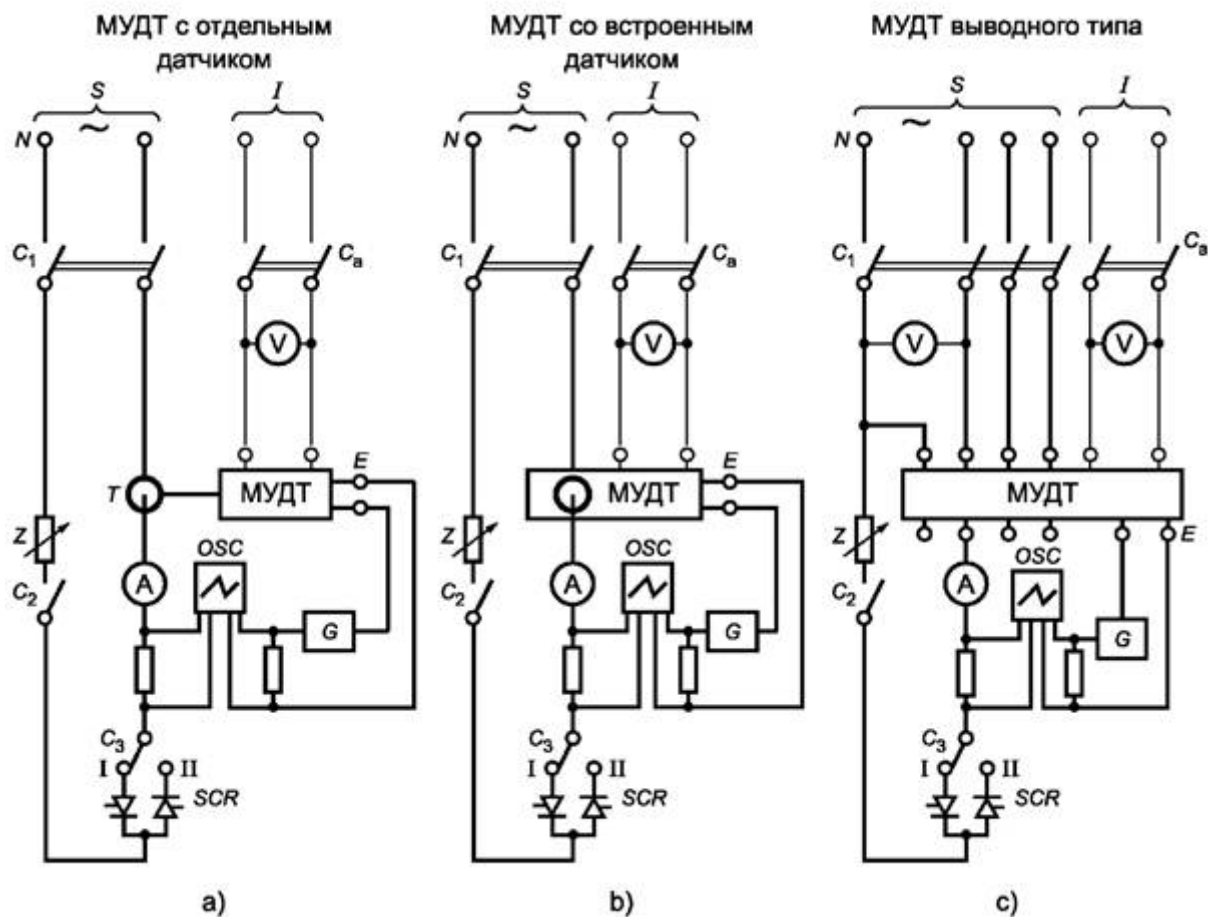 МУДТ с отдельным
датчиком
МУДТ со встроенным
датчиком
МУДТ выводного типа
S
I
S
I
S
I
~
~
~
N
N
N
C1
Ca
C1
Ca
C1
Ca
V
V
V
V
T
МУДТ
E
МУДТ
E
МУДТ
E
Z
OSC
Z
OSC
Z
OSC
A
A
A
C2
C2
C2
G
G
G
C3
C3
C3
I
II
I
II
I
II
SCR
SCR
SCR
a)
b)
c)